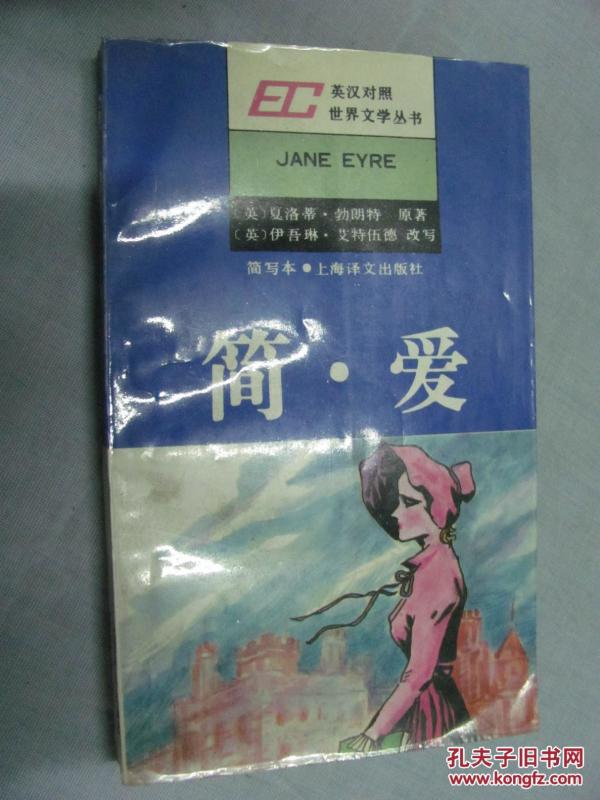 EC
英汉对照
世界文学丛书
JANE EYRE
〔英〕夏洛蒂·勃朗特 原著
〔英〕伊吾琳·艾特伍德 改写
简写本●上海译文出版社
简·爱
孔夫子旧书网
www.kongfz.com